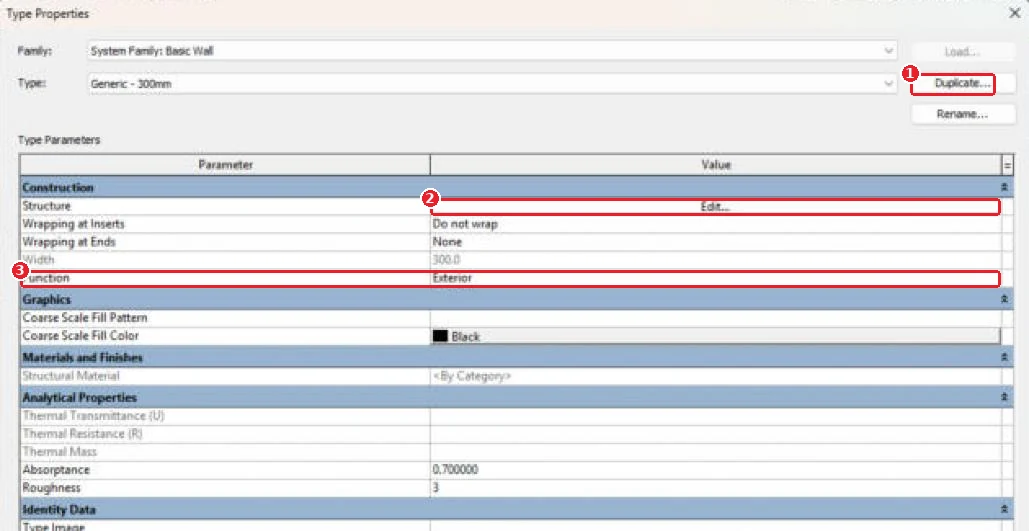 Type Properties
Family: System Family: Basic Wall Load...
Type: Generic - 300mm 1 Duplicate...
Rename...
Type Parameters
Parameter Value =
Construction
Structure 2 Edit...
Wrapping at Inserts Do not wrap
Wrapping at Ends None
Width 300.0
3 Function Exterior
Graphics
Coarse Scale Fill Pattern
Coarse Scale Fill Color Black
Materials and Finishes
Structural Material <By Category>
Analytical Properties
Thermal Transmittance (U)
Thermal Resistance (R)
Thermal Mass
Absorptance 0.700000
Roughness 3
Identity Data
Type Image